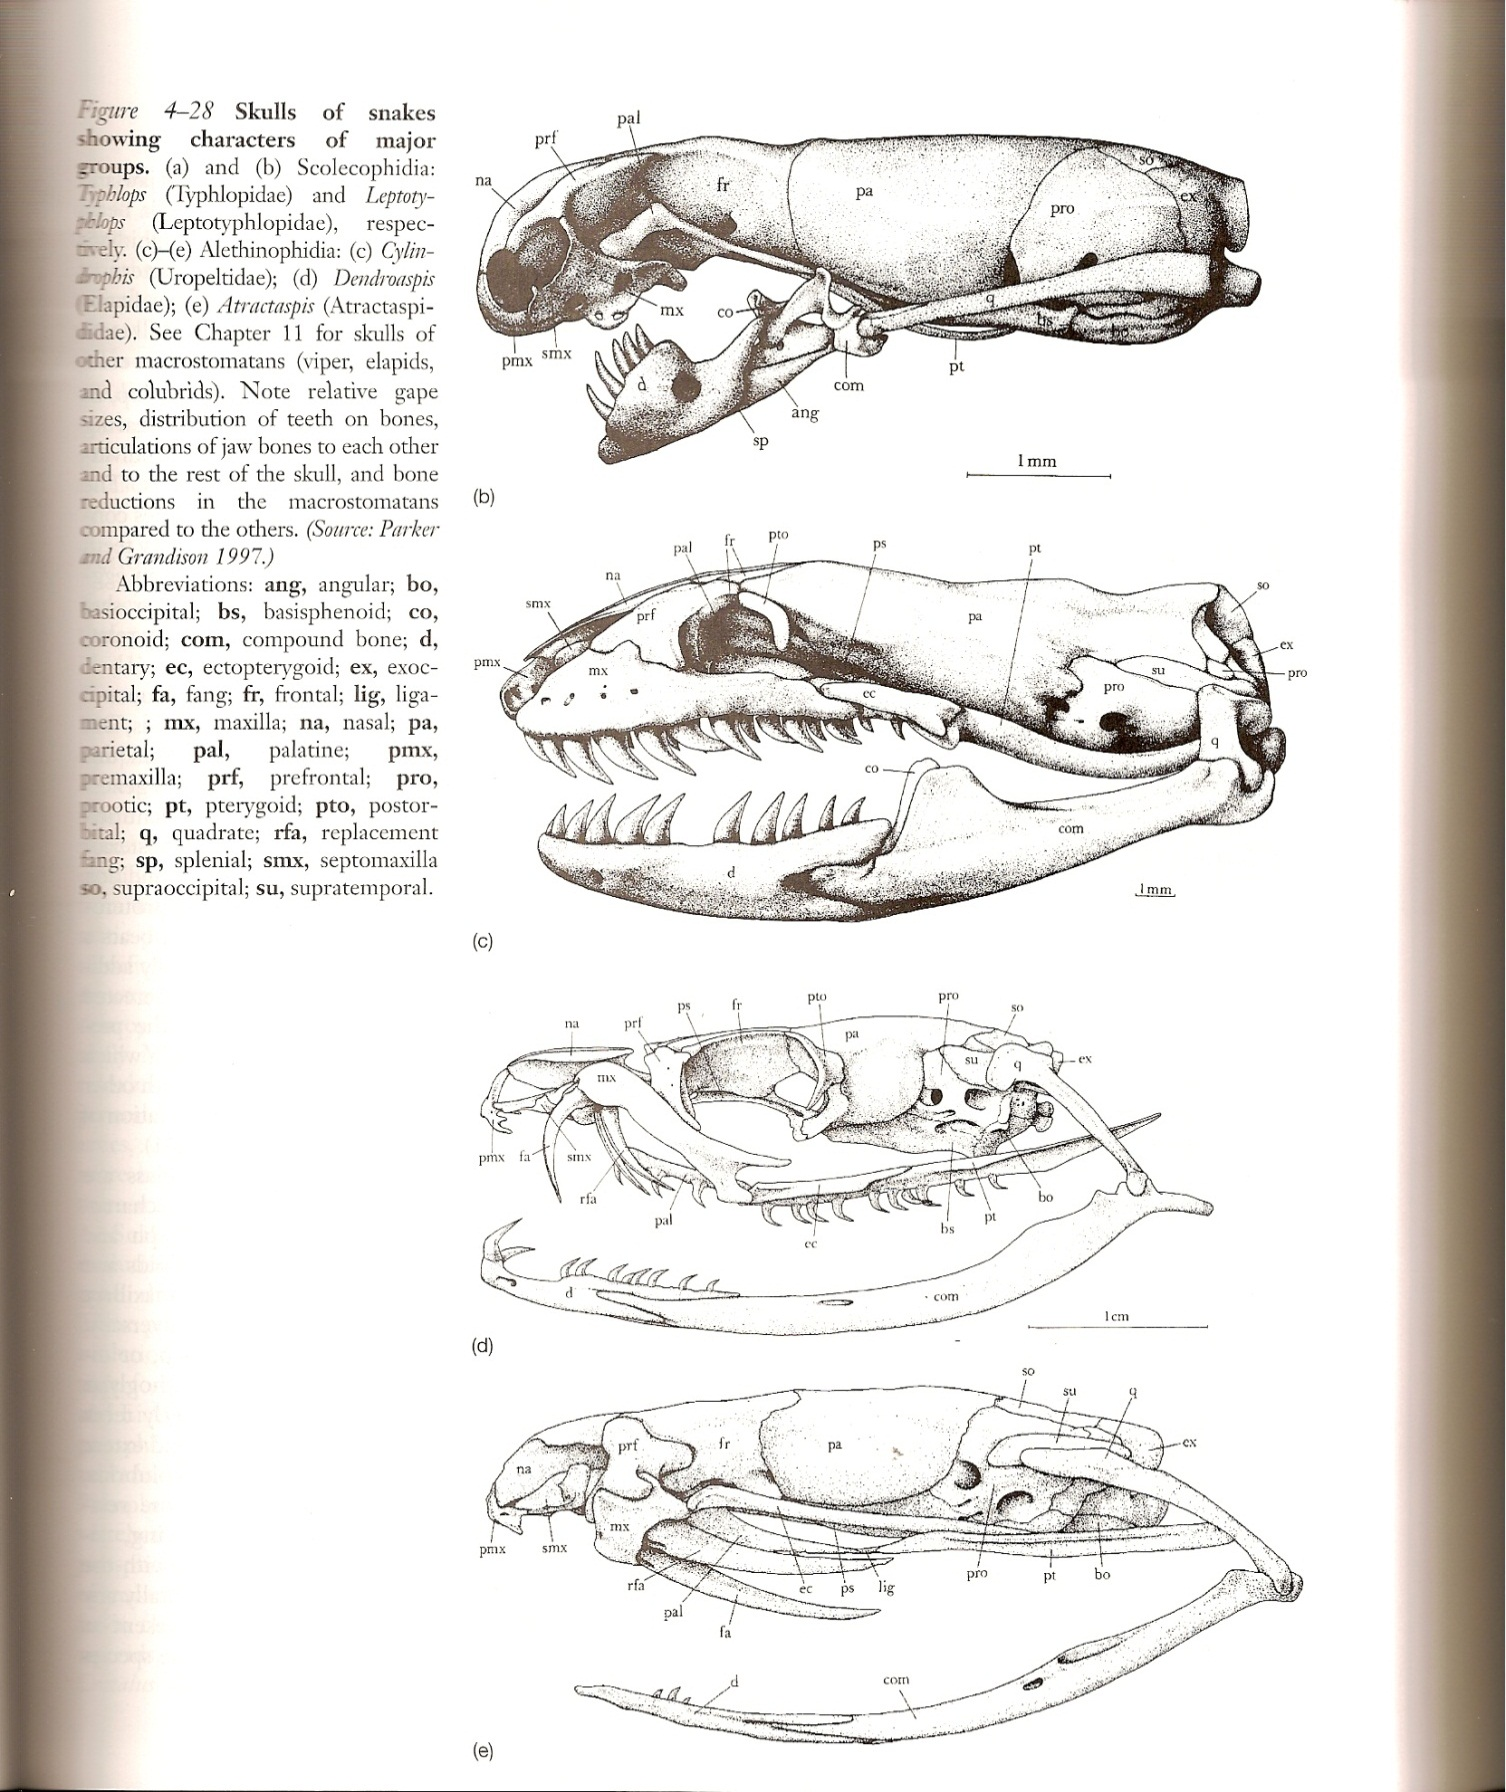 Figure 4–28 Skulls of snakes
showing characters of major
groups. (a) and (b) Scolecophidia:
Typhlops (Typhlopidae) and Leptoty-
phlops (Leptotyphlopidae), respec-
tively. (c)–(e) Alethinophidia: (c) Cylin-
drophis (Uropeltidae); (d) Dendroaspis
(Elapidae); (e) Atractaspis (Atractaspi-
didae). See Chapter 11 for skulls of
other macrostomatans (viper, elapids,
and colubrids). Note relative gape
sizes, distribution of teeth on bones,
articulations of jaw bones to each other
and to the rest of the skull, and bone
reductions in the macrostomatans
compared to the others. (Source: Parker
and Grandison 1997.)
Abbreviations: ang, angular; bo,
basioccipital; bs, basisphenoid; co,
coronoid; com, compound bone; d,
dentary; ec, ectopterygoid; ex, exoc-
cipital; fa, fang; fr, frontal; lig, liga-
ment; ; mx, maxilla; na, nasal; pa,
parietal; pal, palatine; pmx,
premaxilla; prf, prefrontal; pro,
prootic; pt, pterygoid; pto, postor-
bital; q, quadrate; rfa, replacement
fang; sp, splenial; smx, septomaxilla
so, supraoccipital; su, supratemporal.
pal
prf
na
fr
pa
so
ex
pro
q
mx
co
bs
bo
smx
pmx
pt
d
com
ang
sp
1 mm
(b)
fr
pto
ps
pt
pal
na
smx
prf
pa
so
ex
pmx
mx
su
pro
pro
ec
q
co
com
d
1mm
(c)
ps
fr
pto
pro
so
na
prf
pa
su
q
ex
mx
pmx
fa
smx
rfa
pal
ec
bs
pt
bo
d
com
1 cm
(d)
so
su
q
ex
prf
fr
pa
na
mx
pmx
smx
rfa
pal
fa
ec
ps
lig
pro
pt
bo
d
com
(e)